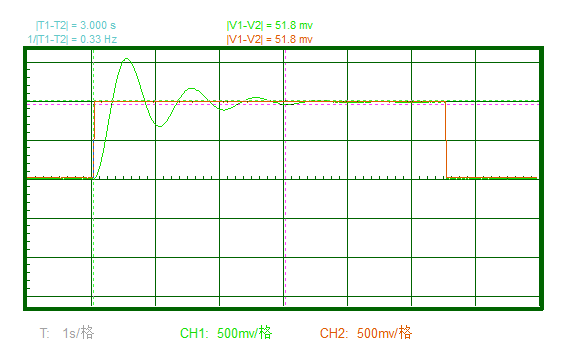 |T1-T2| = 3.000 s |V1-V2| = 51.8 mv
1/|T1-T2| = 0.33 Hz |V1-V2| = 51.8 mv
T: 1s/格 CH1: 500mv/格 CH2: 500mv/格